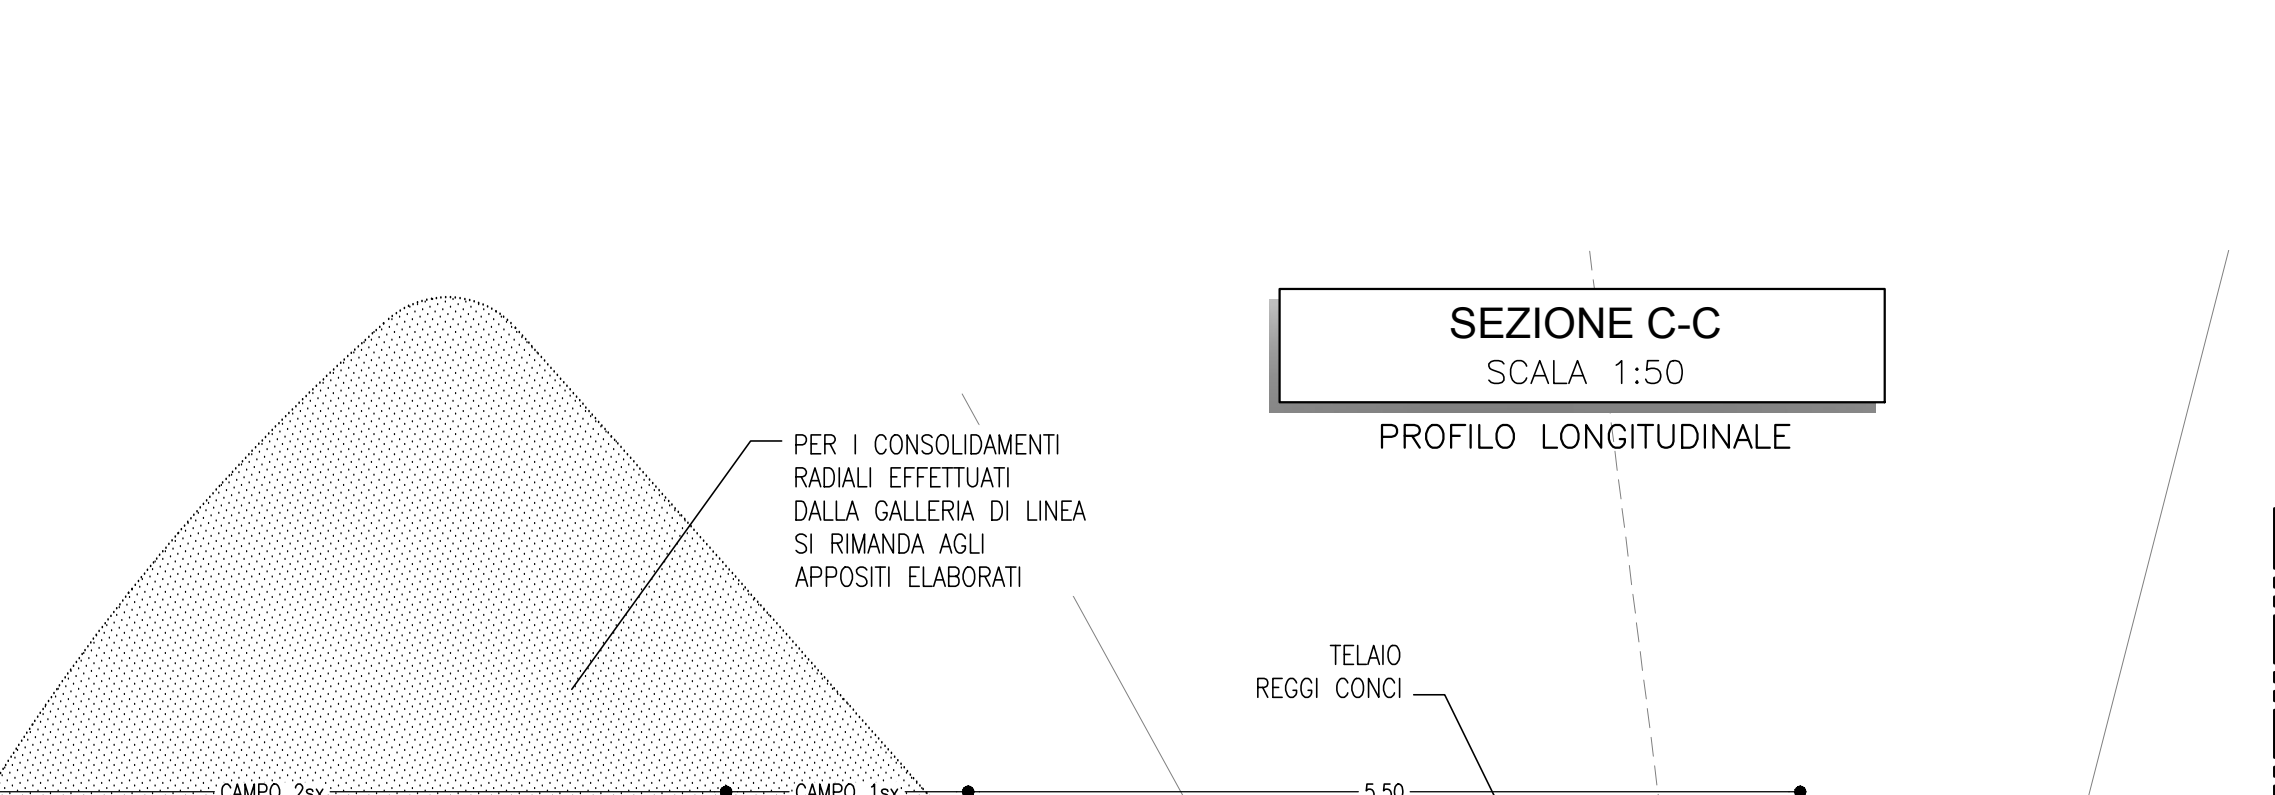 SEZIONE C-C
SCALA 1:50
PROFILO LONGITUDINALE
PER I CONSOLIDAMENTI
RADIALI EFFETTUATI
DALLA GALLERIA DI LINEA
SI RIMANDA AGLI
APPOSITI ELABORATI
TELAIO
REGGI CONCI
CAMPO 2sx
CAMPO 1sx
5.50